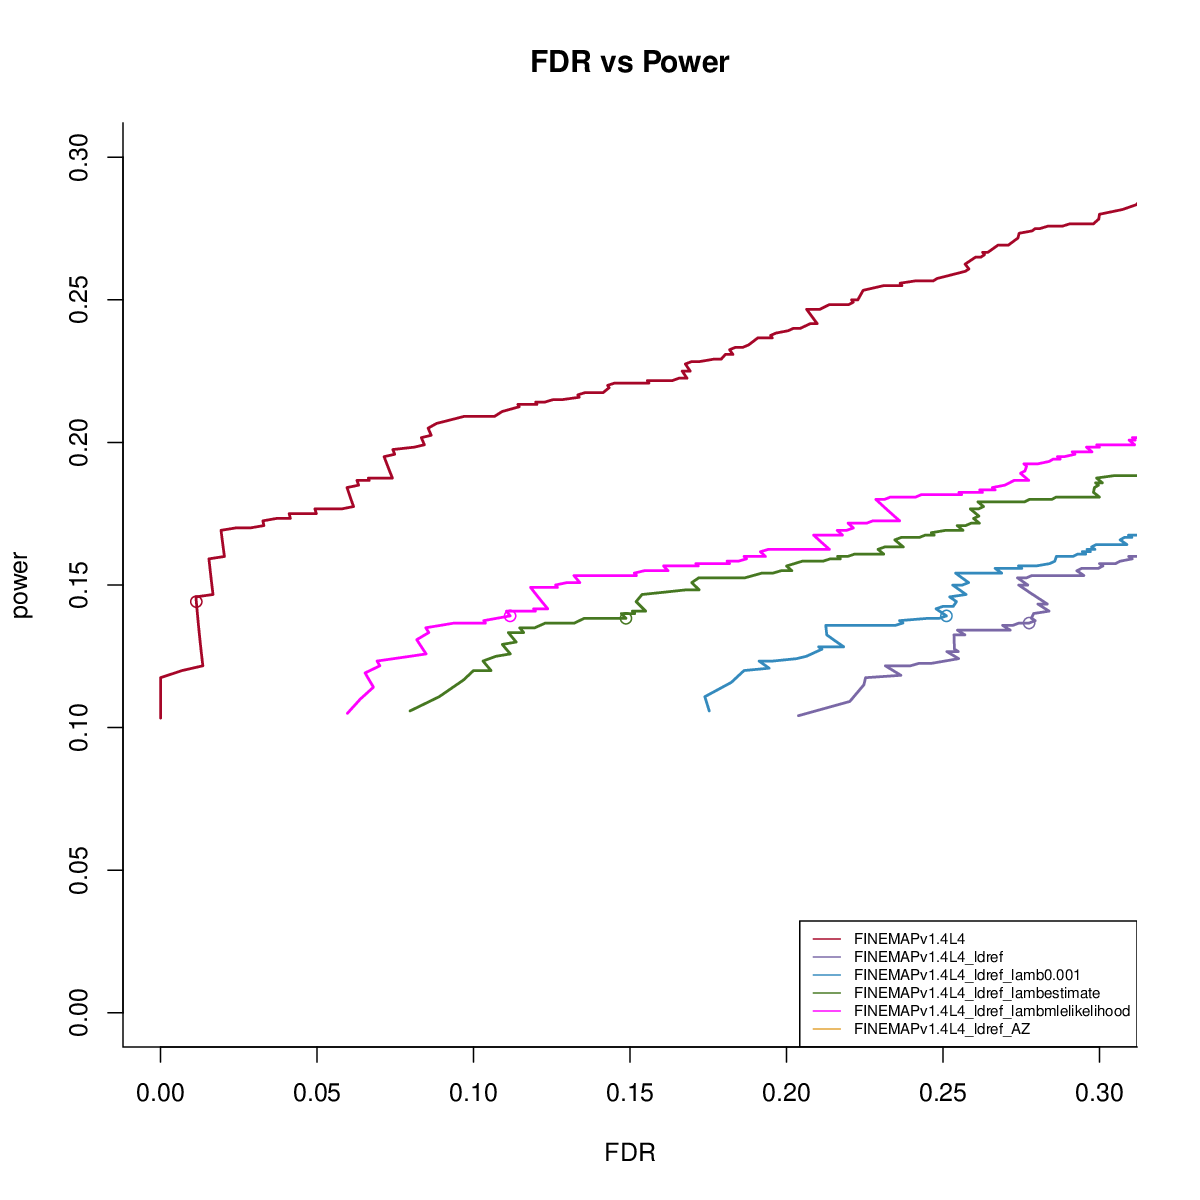 FDR vs Power
power
0.30
0.25
0.20
0.15
0.10
0.05
0.00
0.00 0.05 0.10 0.15 0.20 0.25 0.30
FDR
FINEMAPv1.4L4
FINEMAPv1.4L4_ldref
FINEMAPv1.4L4_ldref_lamb0.001
FINEMAPv1.4L4_ldref_lambestimate
FINEMAPv1.4L4_ldref_lambmlelikelihood
FINEMAPv1.4L4_ldref_AZ